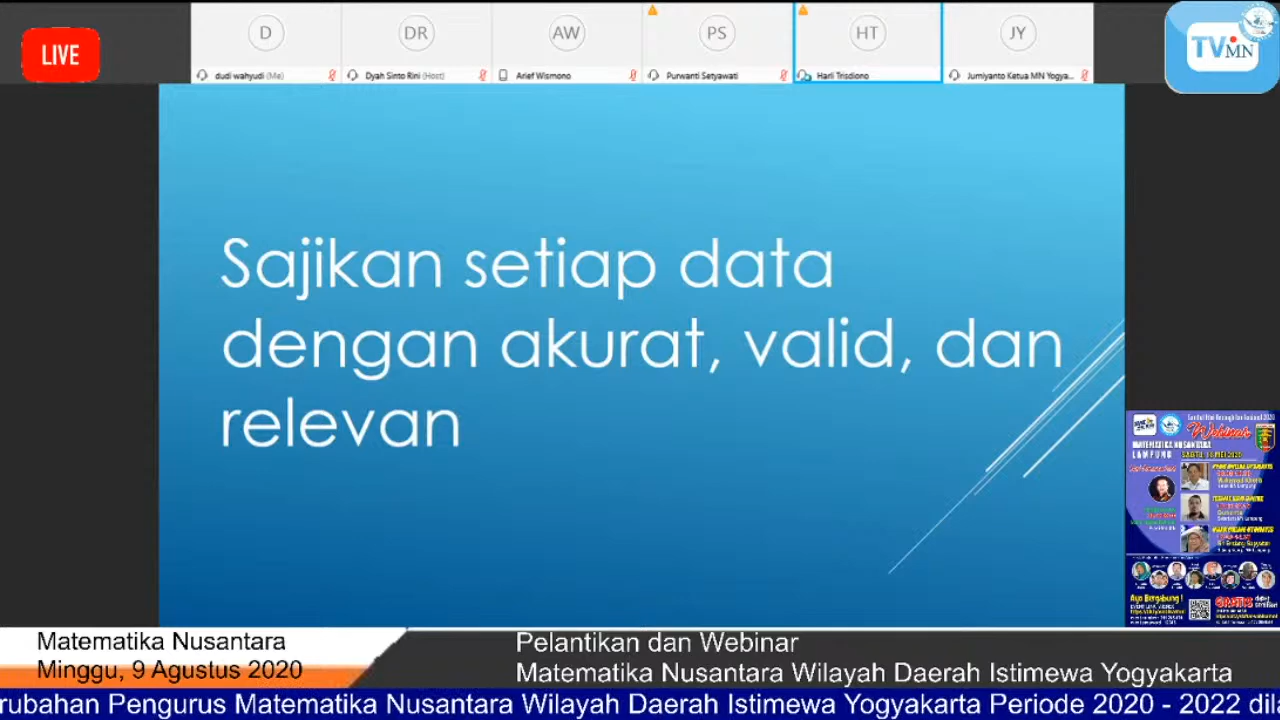 LIVE
D
DR
AW
PS
HT
JY
dudi wahyudi (Me)
Dyah Sinto Rini (Host)
Arief Wismono
Purwanti Setyawati
Harli Trisdiono
Jumiyanto Ketua MN Yogya...
TVMN
Sajikan setiap data
dengan akurat, valid, dan
relevan
Webinar
MATEMATIKA NUSANTARA
LAMPUNG
Ayo Bergabung !
GRATIS
Matematika Nusantara
Minggu, 9 Agustus 2020
Pelantikan dan Webinar
Matematika Nusantara Wilayah Daerah Istimewa Yogyakarta
rubahan Pengurus Matematika Nusantara Wilayah Daerah Istimewa Yogyakarta Periode 2020 - 2022 dila